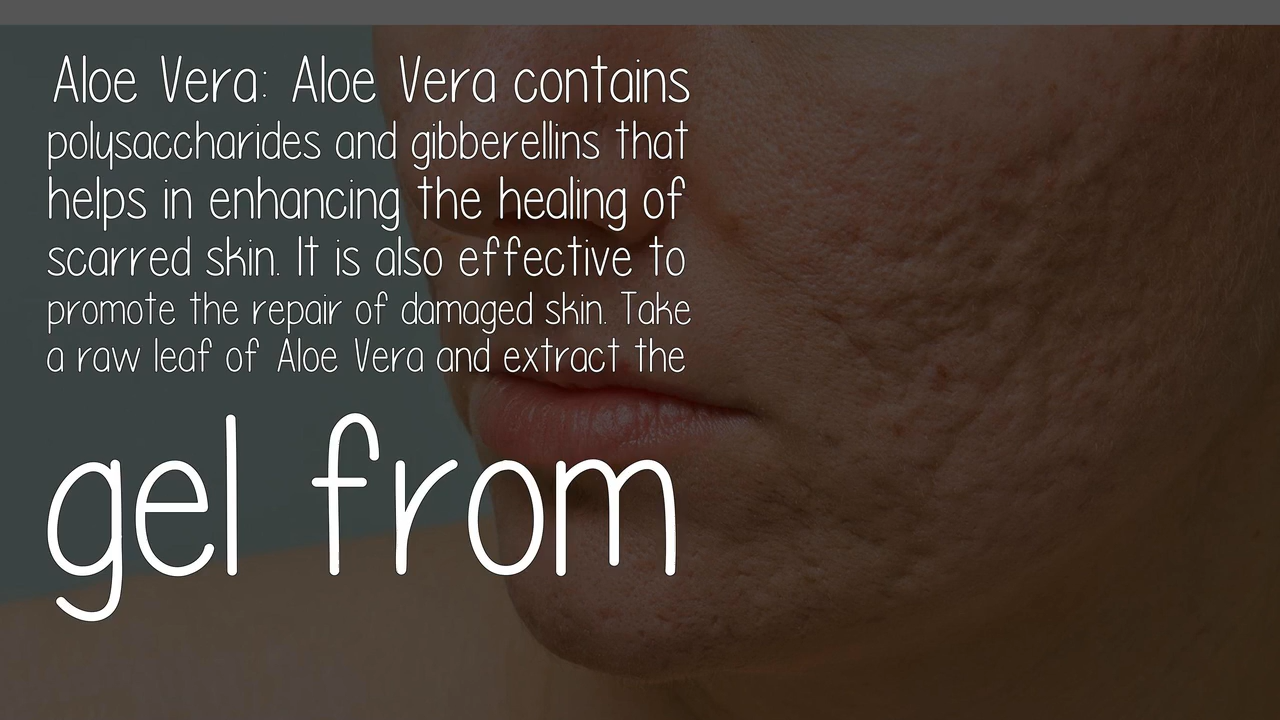 Aloe Vera: Aloe Vera contains
polysaccharides and gibberellins that
helps in enhancing the healing of
scarred skin. It is also effective to
promote the repair of damaged skin. Take
a raw leaf of Aloe Vera and extract the
gel from